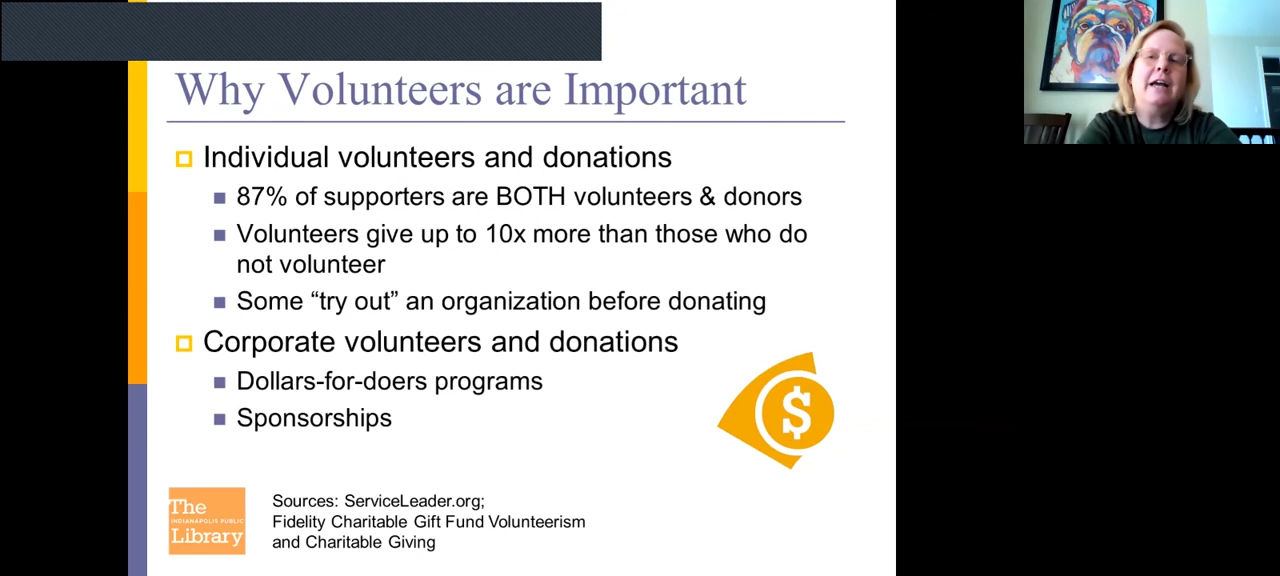 Why Volunteers are Important
Individual volunteers and donations
87% of supporters are BOTH volunteers & donors
Volunteers give up to 10x more than those who do
not volunteer
Some “try out” an organization before donating
Corporate volunteers and donations
Dollars-for-doers programs
Sponsorships
$
The
INDIANAPOLIS PUBLIC
Library
Sources: ServiceLeader.org;
Fidelity Charitable Gift Fund Volunteerism
and Charitable Giving